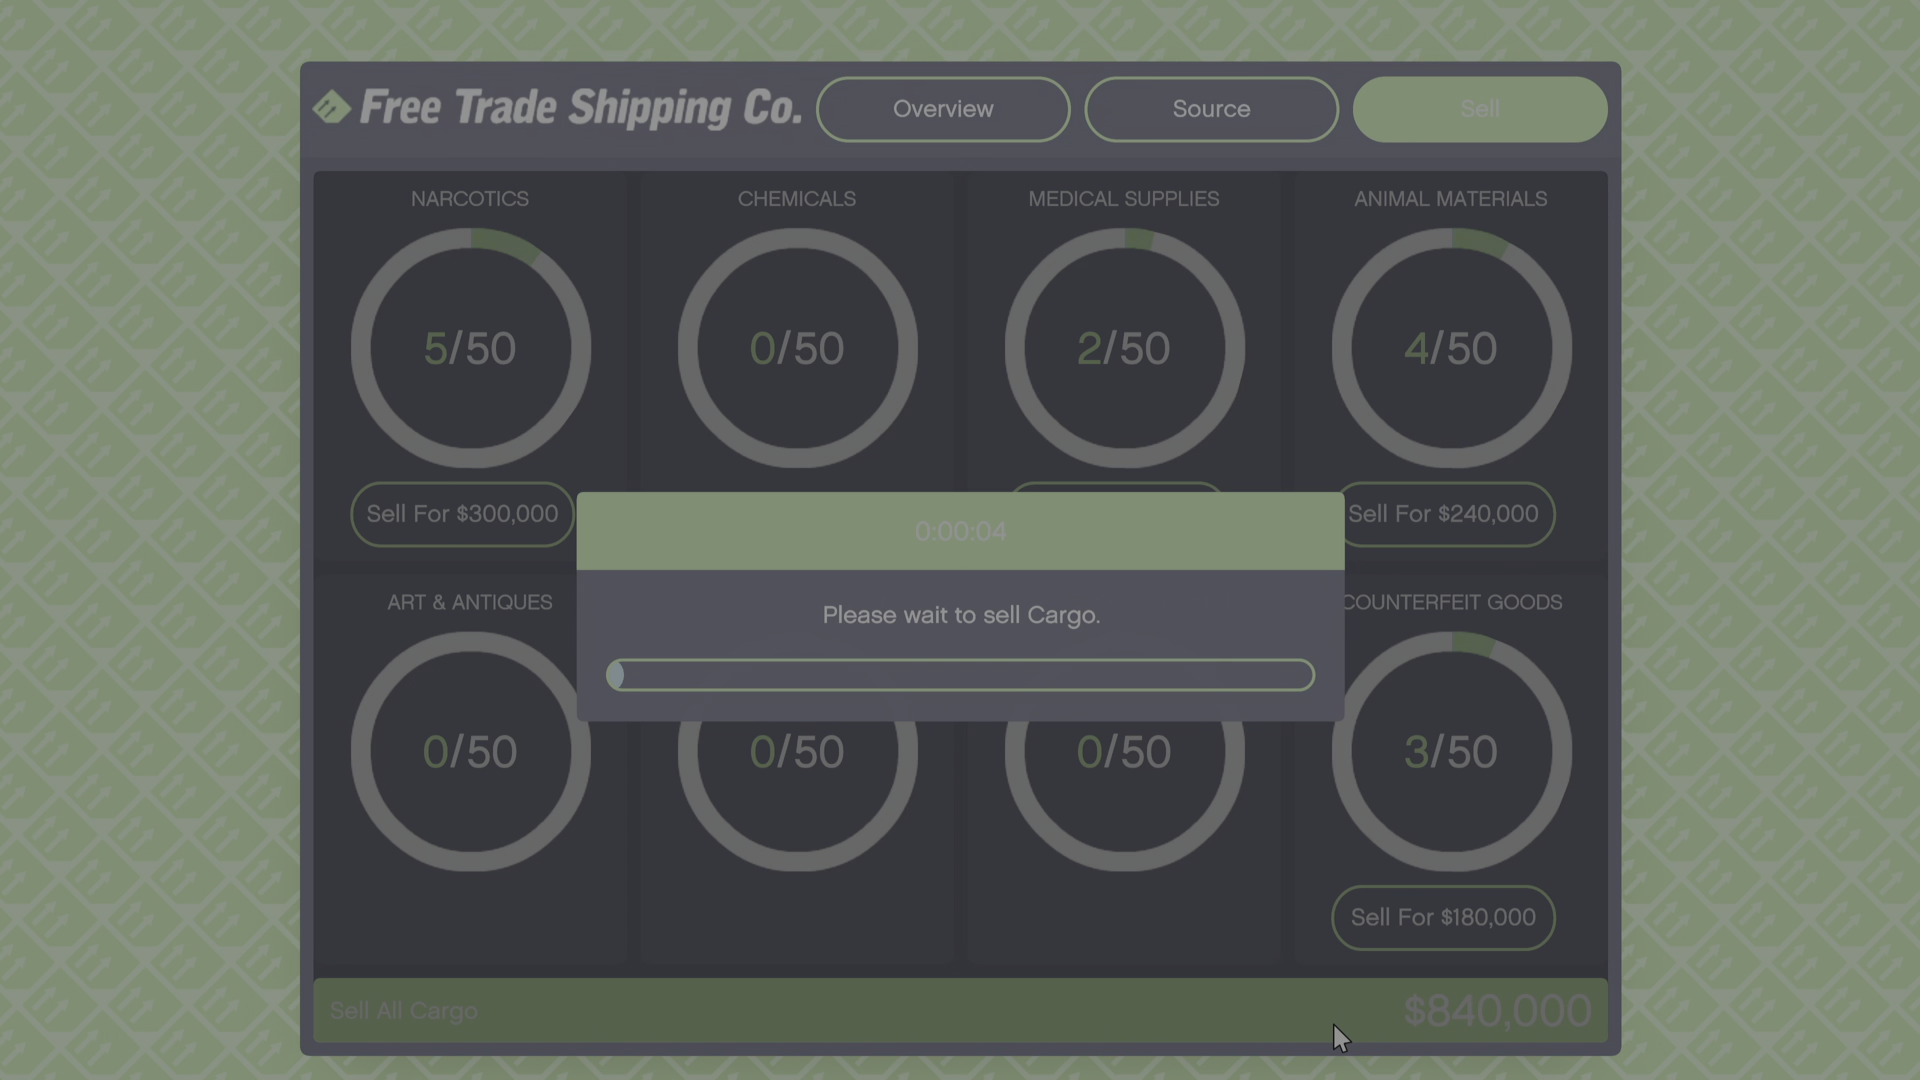 Free Trade Shipping Co.
Overview
Source
Sell
NARCOTICS
CHEMICALS
MEDICAL SUPPLIES
ANIMAL MATERIALS
5/50
0/50
2/50
4/50
Sell For $300,000
Sell For $240,000
0:00:04
Please wait to sell Cargo.
ART & ANTIQUES
COUNTERFEIT GOODS
0/50
0/50
0/50
3/50
Sell For $180,000
Sell All Cargo
$840,000